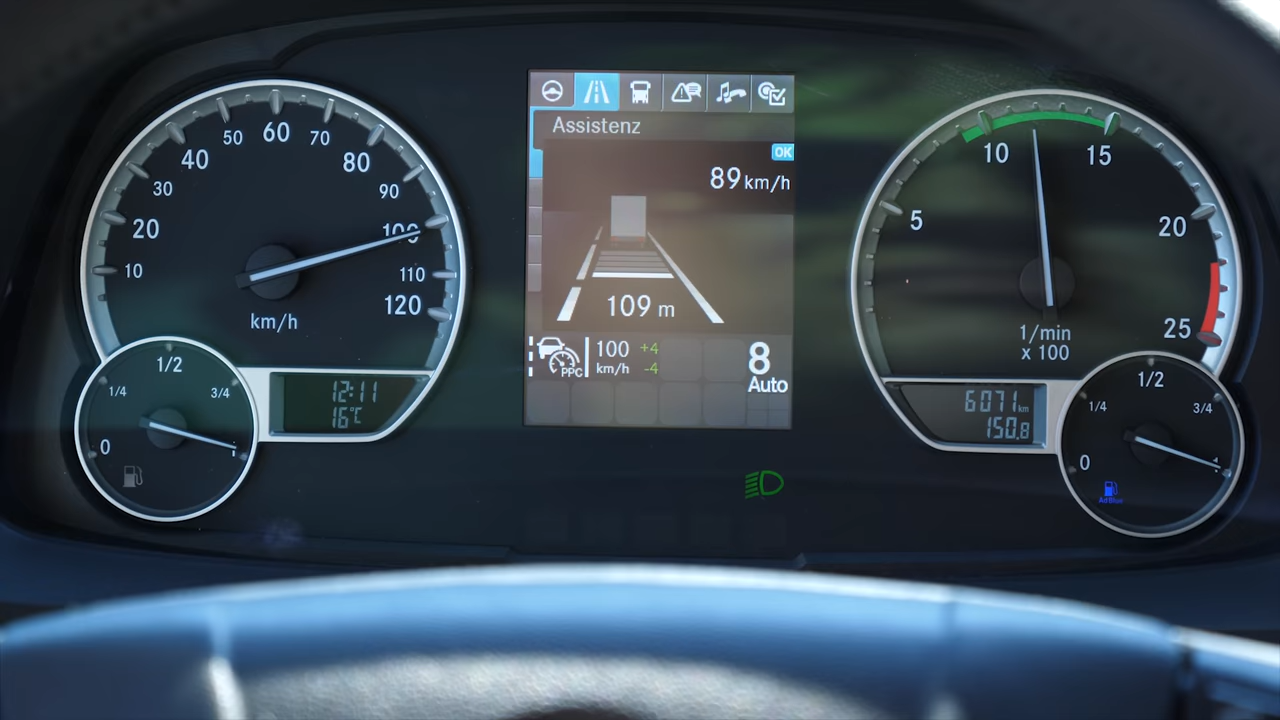 10
20
30
40
50
60
70
80
90
100
110
120
km/h
0
1/4
1/2
3/4
1
12:11
16°C
Assistenz
OK
89 km/h
109 m
PPC
100 +4
km/h -4
8
Auto
5
10
15
20
25
1/min
x 100
6071 km
150.8
0
1/4
1/2
3/4
1
AdBlue